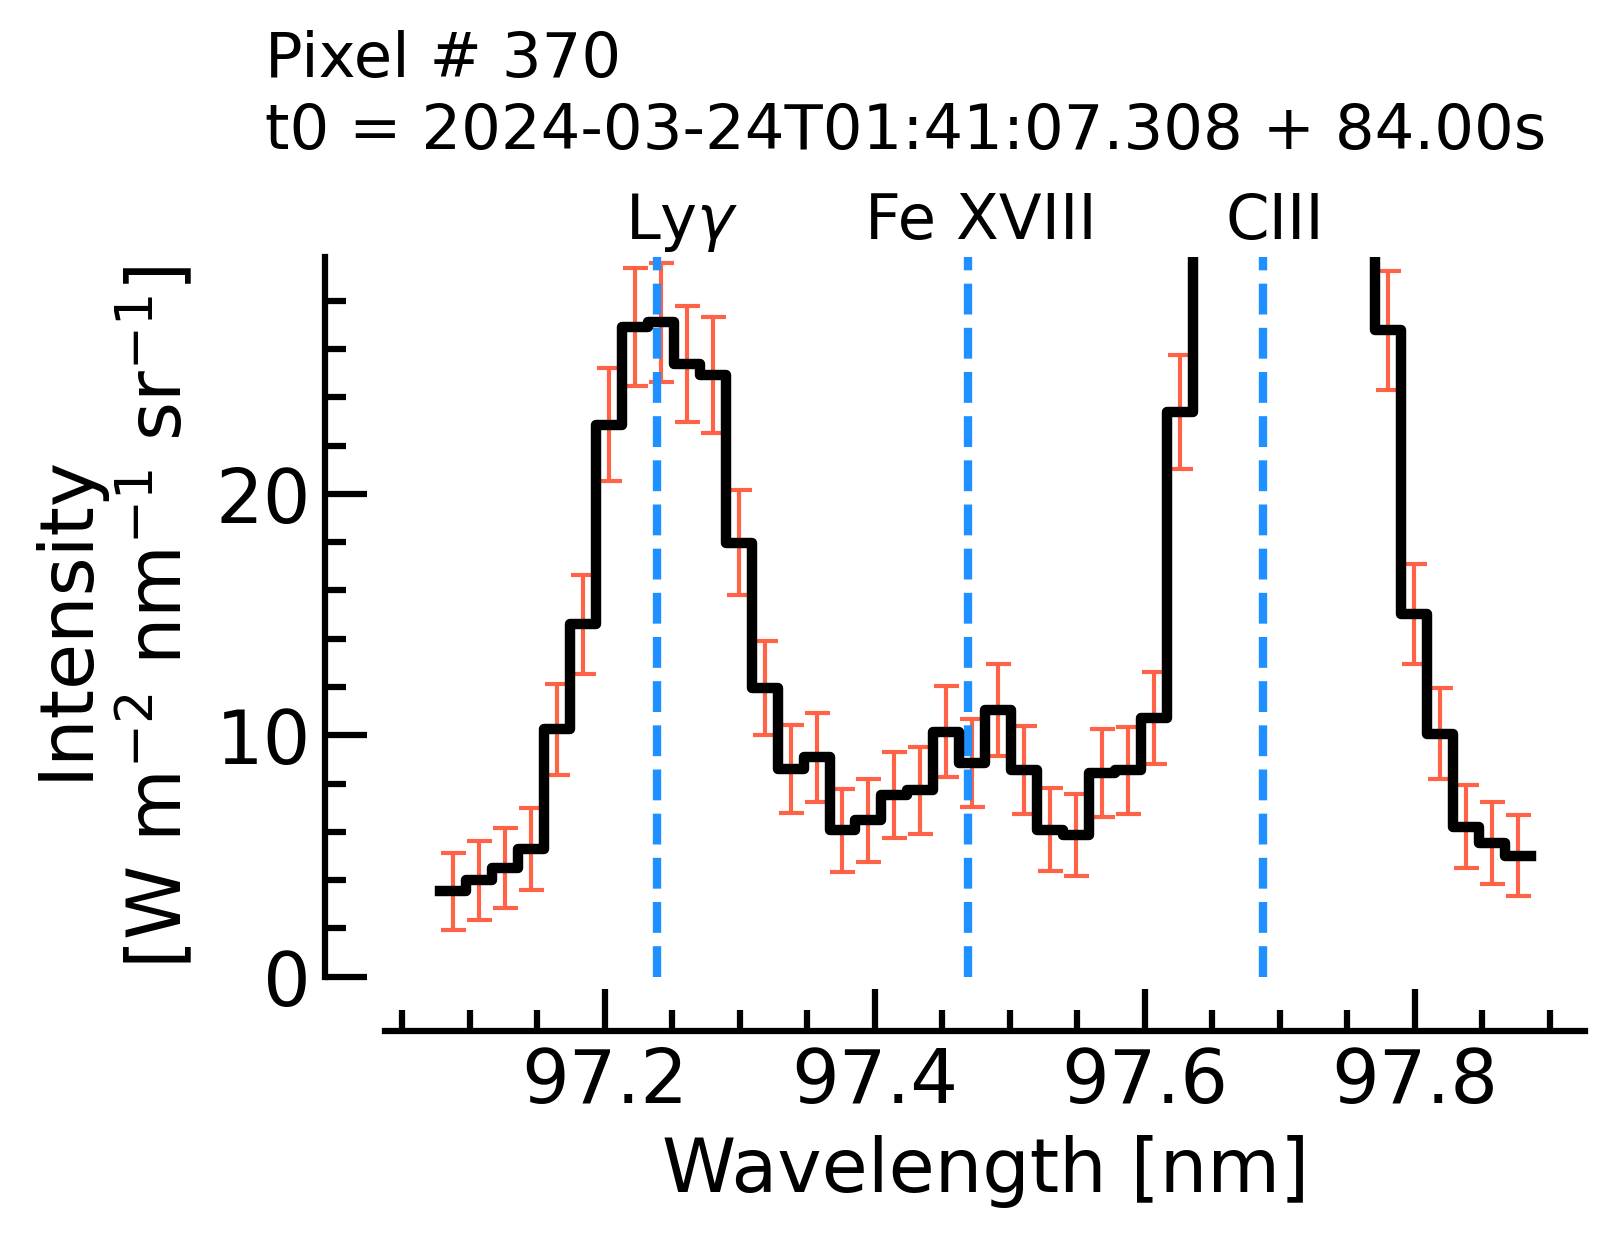 Pixel # 370
t0 = 2024-03-24T01:41:07.308 + 84.00s
Lyγ Fe XVIII CIII
Intensity
[W m⁻² nm⁻¹ sr⁻¹]
20
10
0
97.2 97.4 97.6 97.8
Wavelength [nm]